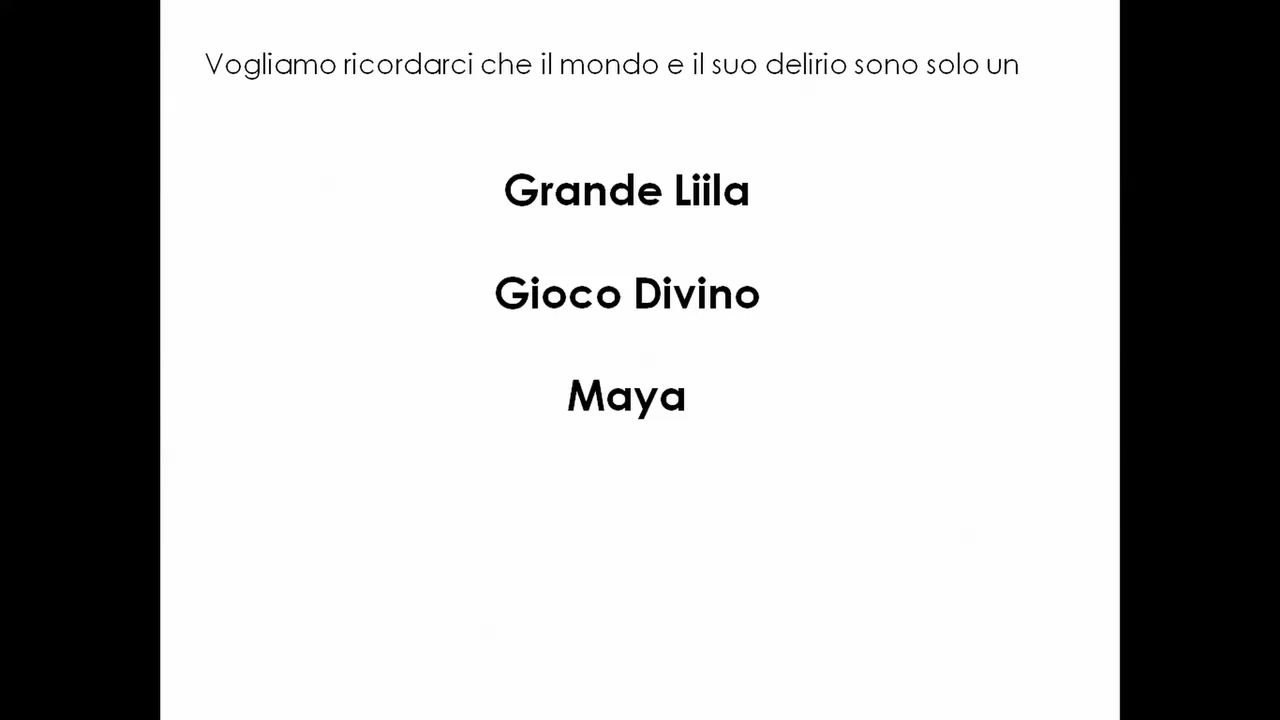 Vogliamo ricordarci che il mondo e il suo delirio sono solo un
Grande Liila
Gioco Divino
Maya